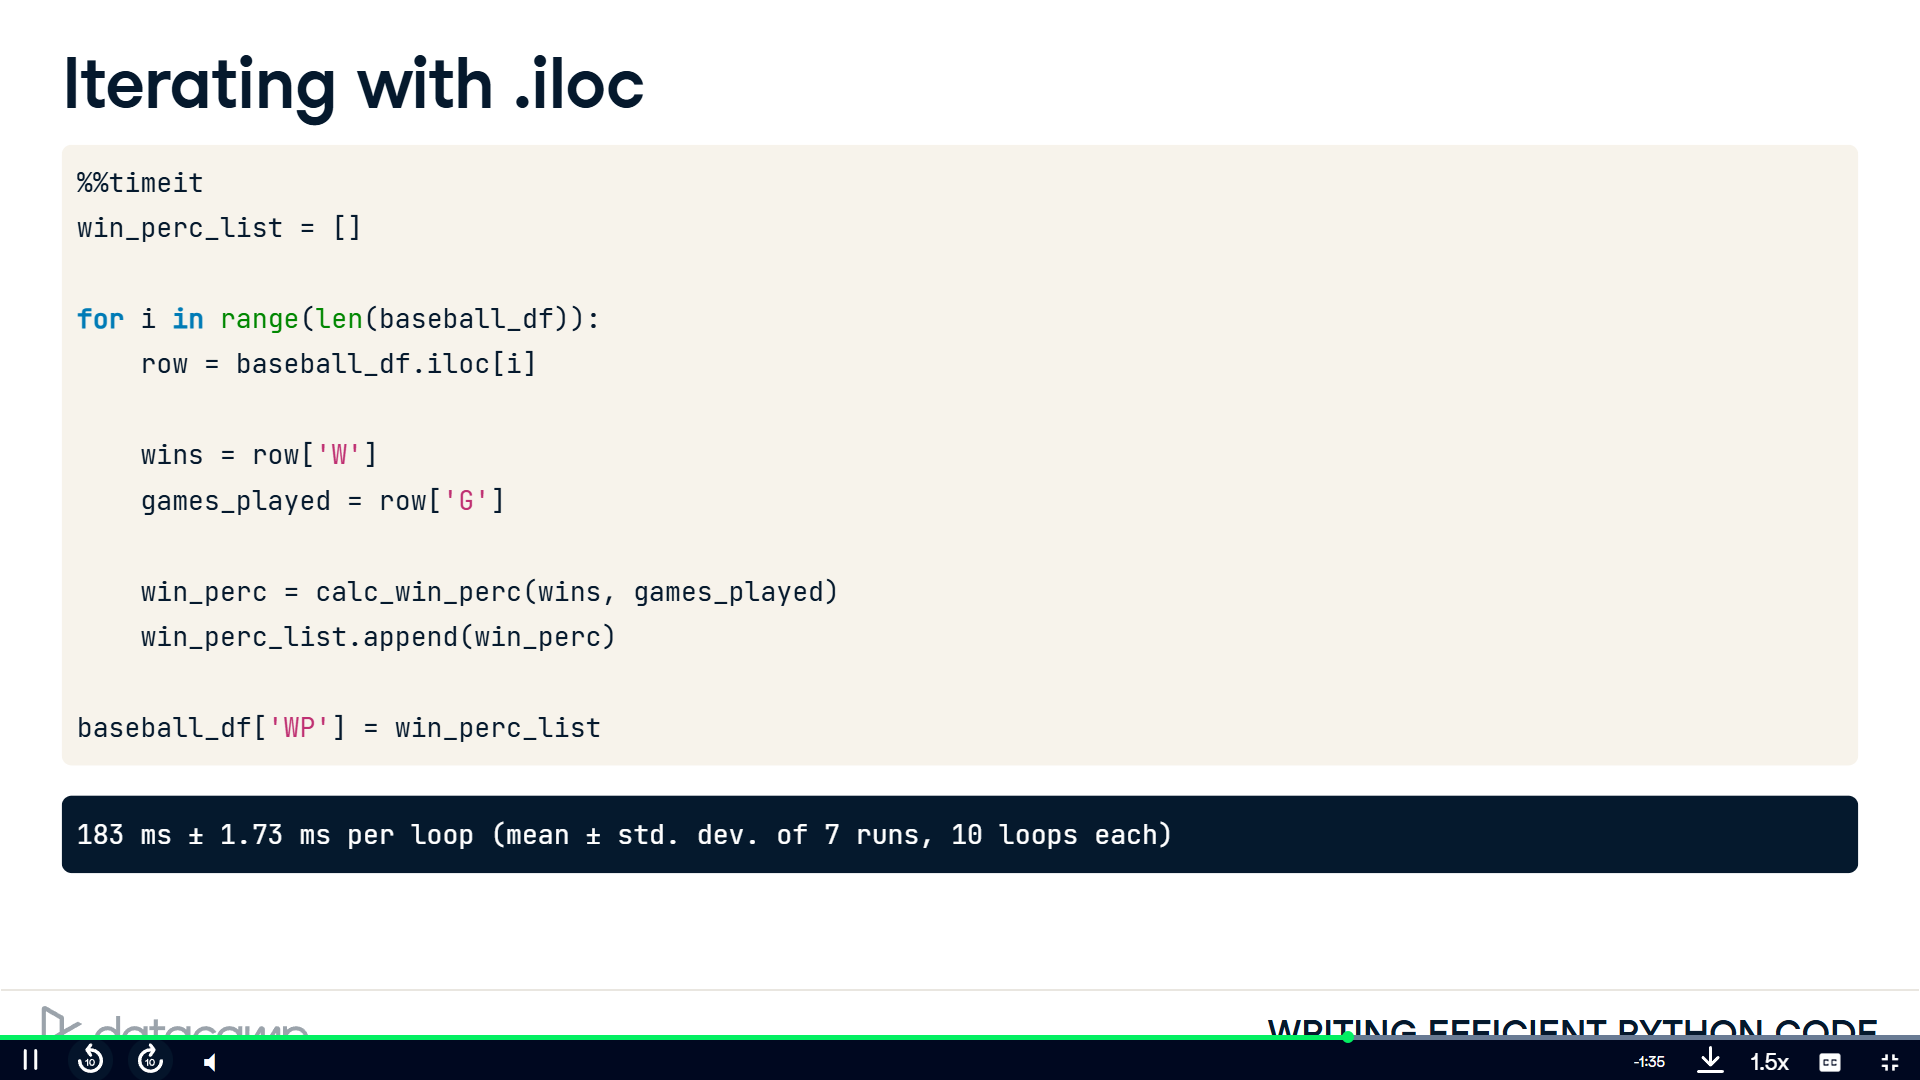 Iterating with .iloc
%%timeit
win_perc_list = []
for i in range(len(baseball_df)):
    row = baseball_df.iloc[i]
    wins = row['W']
    games_played = row['G']
    win_perc = calc_win_perc(wins, games_played)
    win_perc_list.append(win_perc)
baseball_df['WP'] = win_perc_list
183 ms ± 1.73 ms per loop (mean ± std. dev. of 7 runs, 10 loops each)
datacamp
WRITING EFFICIENT PYTHON CODE
10
10
-1:35
1.5x
CC